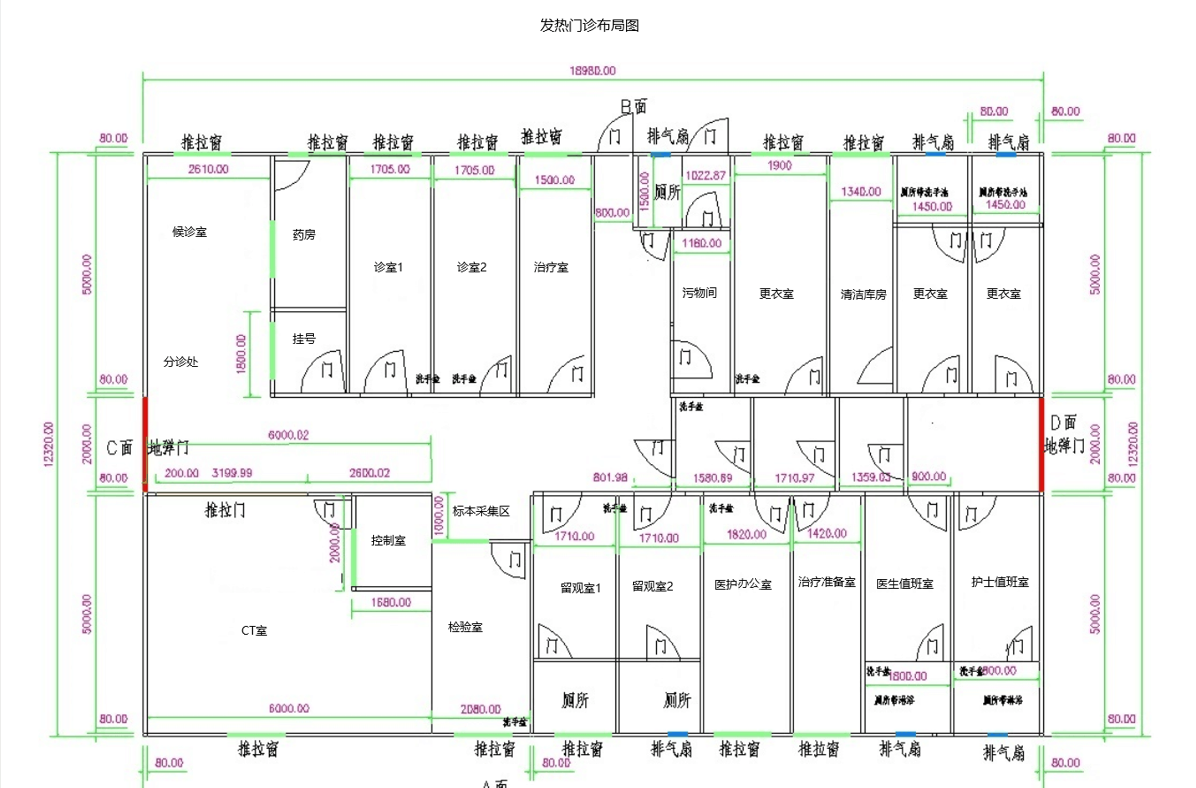 发热门诊布局图
18980.00
B面
80.00
80.00
80.00
80.00
推拉窗
推拉窗
推拉窗
推拉窗
推拉窗
门
排气扇
门
推拉窗
推拉窗
排气扇
排气扇
2610.00
1705.00
1705.00
1500.00
1500.00
厕所
1022.87
1900
1340.00
厕所带洗手池
1450.00
厕所带洗手池
1450.00
800.00
门
候诊室
药房
门
1180.00
门
门
5000.00
诊室1
诊室2
治疗室
污物间
更衣室
清洁库房
更衣室
更衣室
5000.00
分诊处
1800.00
挂号
门
门
洗手盆
洗手盆
门
门
门
洗手盆
门
门
门
80.00
80.00
洗手盆
12320.00
2000.00
C面
地弹门
6000.02
门
门
门
门
D面
地弹门
2000.00
12320.00
80.00
200.00
3199.99
2600.02
801.98
1580.69
1710.97
1359.03
900.00
80.00
推拉门
门
2000.00
控制室
1000.00
标本采集区
门
门
洗手盆
门
洗手盆
门
门
门
门
1710.00
1710.00
1820.00
1420.00
1680.00
留观室1
留观室2
医护办公室
治疗准备室
医生值班室
护士值班室
5000.00
CT室
检验室
门
门
门
门
5000.00
洗手盆
1800.00
洗手盆
厕所
厕所
厕所带淋浴
厕所带淋浴
6000.00
2080.00
洗手盆
80.00
80.00
推拉窗
推拉窗
推拉窗
排气扇
推拉窗
推拉窗
排气扇
排气扇
80.00
80.00
80.00
A面